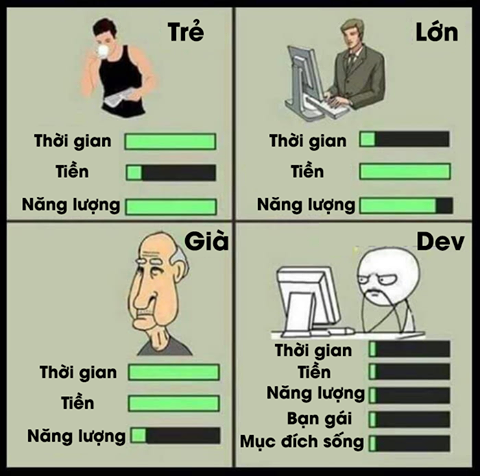 Trẻ
Thời gian
Tiền
Năng lượng
Lớn
Thời gian
Tiền
Năng lượng
Già
Thời gian
Tiền
Năng lượng
Dev
Thời gian
Tiền
Năng lượng
Bạn gái
Mục đích sống